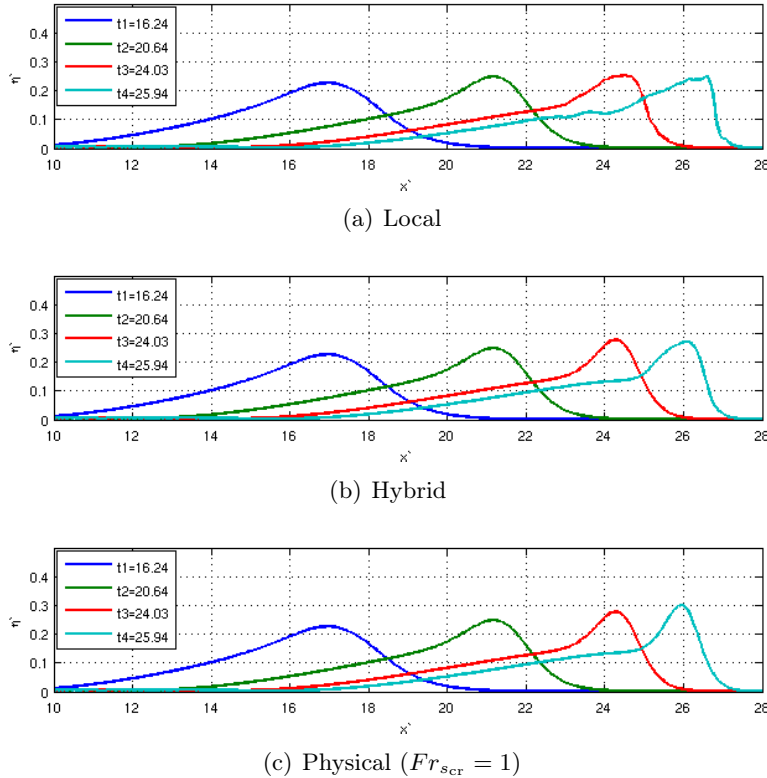 0.4
0.3
0.2
0.1
0
η`
t1=16.24
t2=20.64
t3=24.03
t4=25.94
10 12 14 16 18 20 22 24 26 28
x`
(a) Local
0.4
0.3
0.2
0.1
0
η`
t1=16.24
t2=20.64
t3=24.03
t4=25.94
10 12 14 16 18 20 22 24 26 28
x`
(b) Hybrid
0.4
0.3
0.2
0.1
0
η`
t1=16.24
t2=20.64
t3=24.03
t4=25.94
10 12 14 16 18 20 22 24 26 28
x`
(c) Physical (Fr_{s_{cr}} = 1)